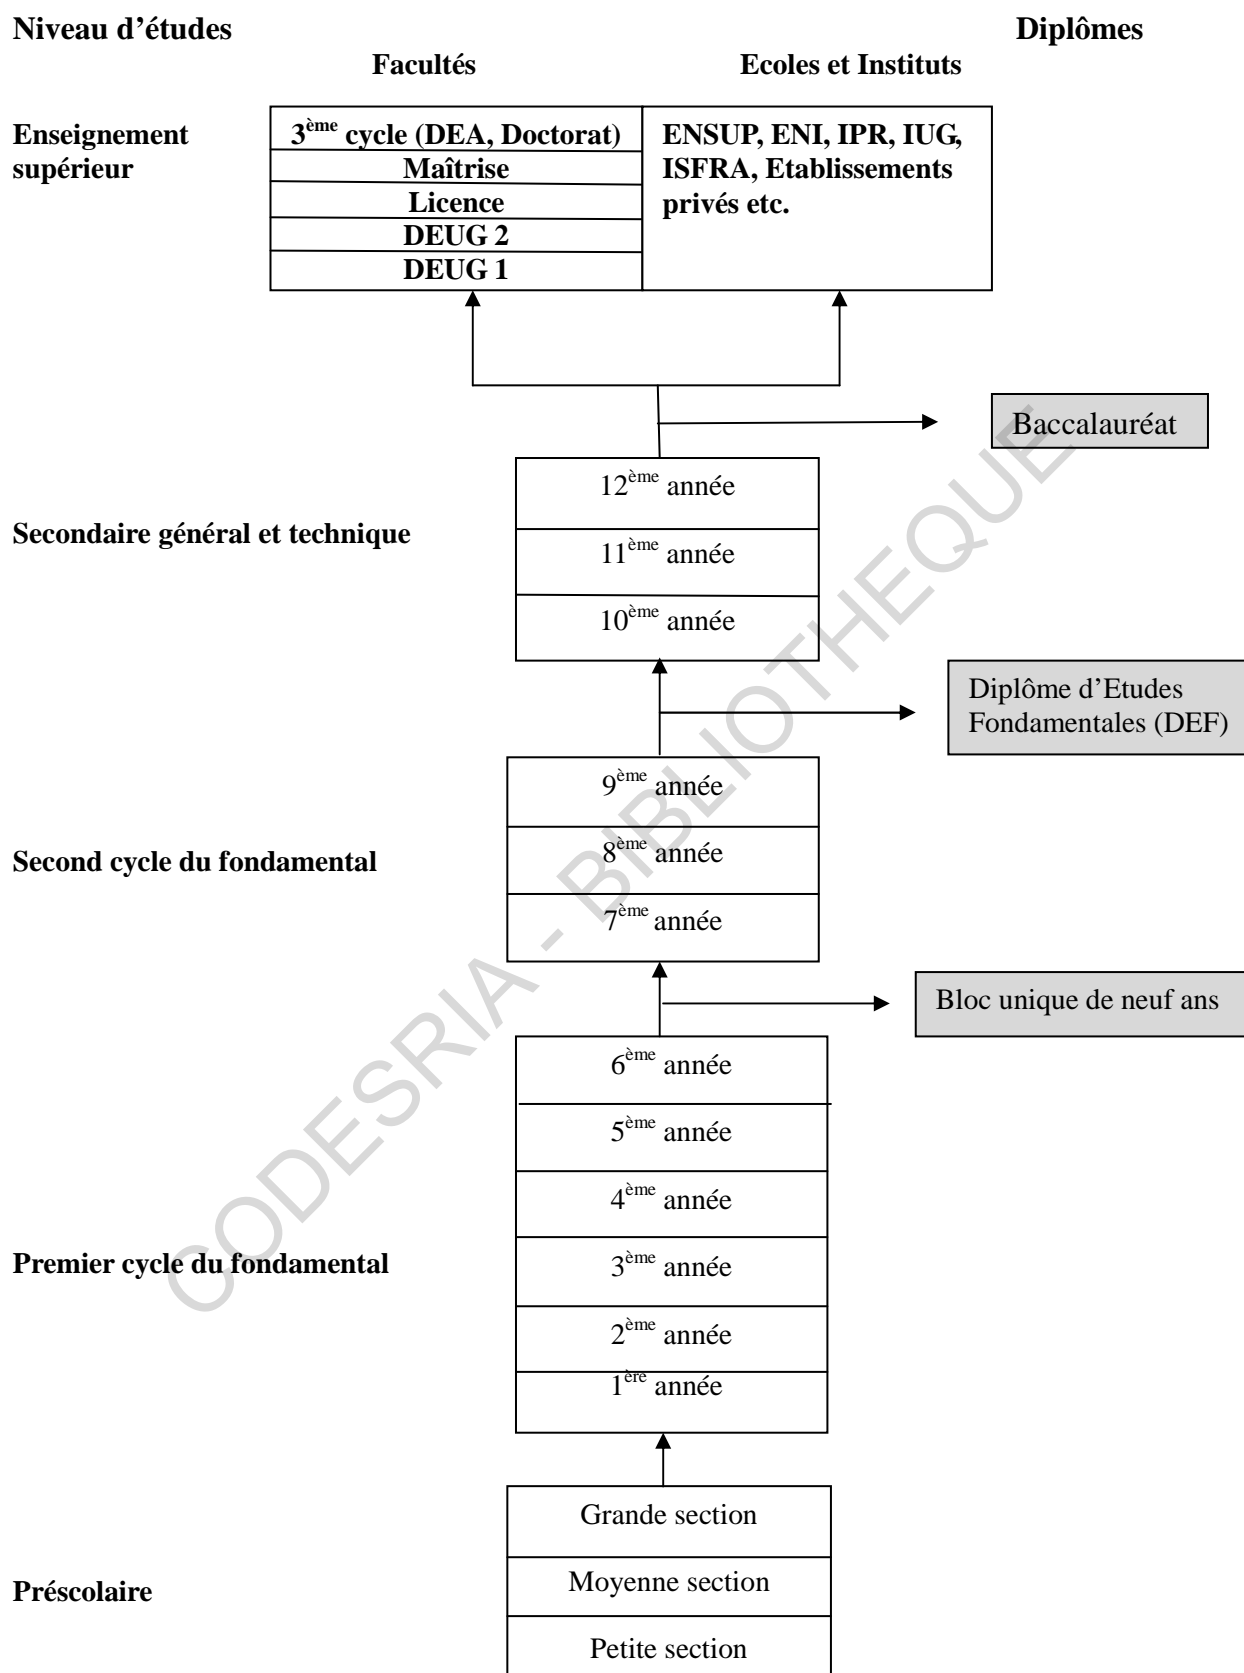 Niveau d’études
Diplômes
Facultés
Ecoles et Instituts
Enseignement
supérieur
3ème cycle (DEA, Doctorat)
Maîtrise
Licence
DEUG 2
DEUG 1
ENSUP, ENI, IPR, IUG,
ISFRA, Etablissements
privés etc.
Baccalauréat
12ème année
Secondaire général et technique
11ème année
10ème année
Diplôme d’Etudes
Fondamentales (DEF)
9ème année
Second cycle du fondamental
8ème année
7ème année
Bloc unique de neuf ans
6ème année
5ème année
4ème année
Premier cycle du fondamental
3ème année
2ème année
1ère année
Grande section
Préscolaire
Moyenne section
Petite section
CODESRIA - BIBLIOTHEQUE